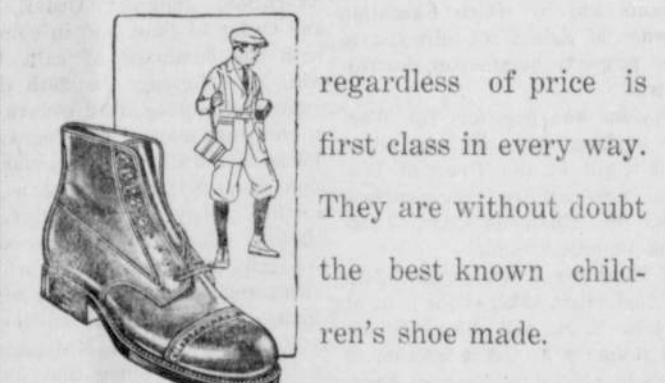 regardless of price is
first class in every way.
They are without doubt
the best known child-
ren's shoe made.